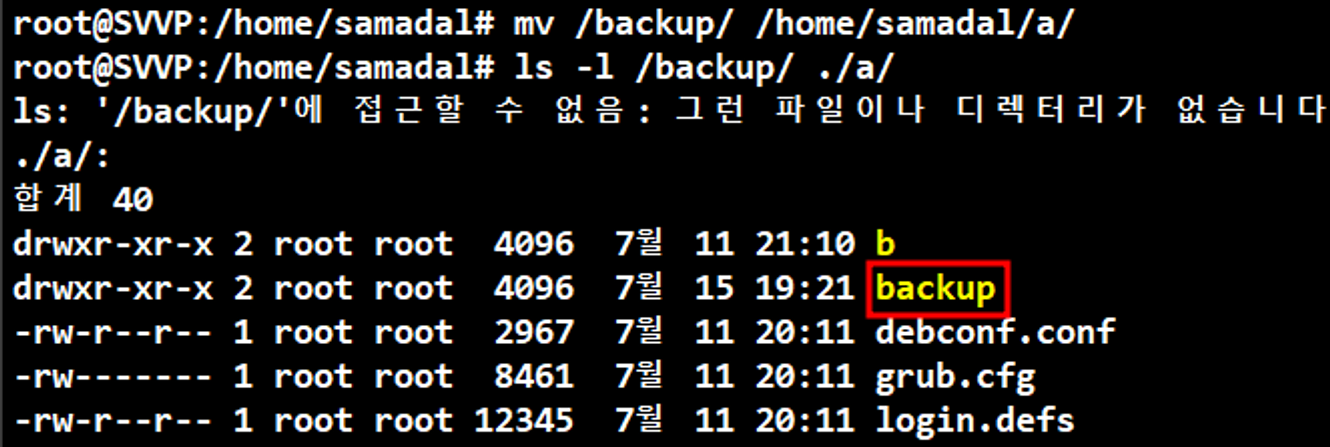 root@SVVP:/home/samadal# mv /backup/ /home/samadal/a/
root@SVVP:/home/samadal# ls -l /backup/ ./a/
ls: '/backup/'에 접근할 수 없음: 그런 파일이나 디렉터리가 없습니다
./a/:
합계 40
drwxr-xr-x 2 root root  4096  7월  11 21:10 b
drwxr-xr-x 2 root root  4096  7월  15 19:21 backup
-rw-r--r-- 1 root root  2967  7월  11 20:11 debconf.conf
-rw------- 1 root root  8461  7월  11 20:11 grub.cfg
-rw-r--r-- 1 root root 12345  7월  11 20:11 login.defs